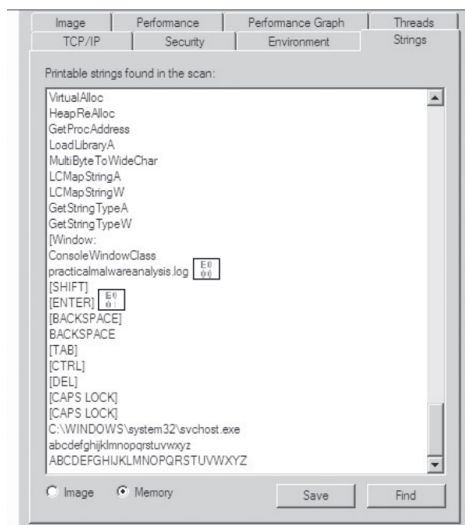 Image Performance Performance Graph Threads
TCP/IP Security Environment Strings
Printable strings found in the scan:
VirtualAlloc
HeapReAlloc
GetProcAddress
LoadLibraryA
MultiByteToWideChar
LCMapStringA
LCMapStringW
GetStringTypeA
GetStringTypeW
[Window:
ConsoleWindowClass
practicalmalwareanalysis.log
[SHIFT]
[ENTER]
[BACKSPACE]
BACKSPACE
[TAB]
[CTRL]
[DEL]
[CAPS LOCK]
[CAPS LOCK]
C:\WINDOWS\system32\svchost.exe
abcdefghijklmnopqrstuvwxyz
ABCDEFGHIJKLMNOPQRSTUVWXYZ
Image Memory Save Find